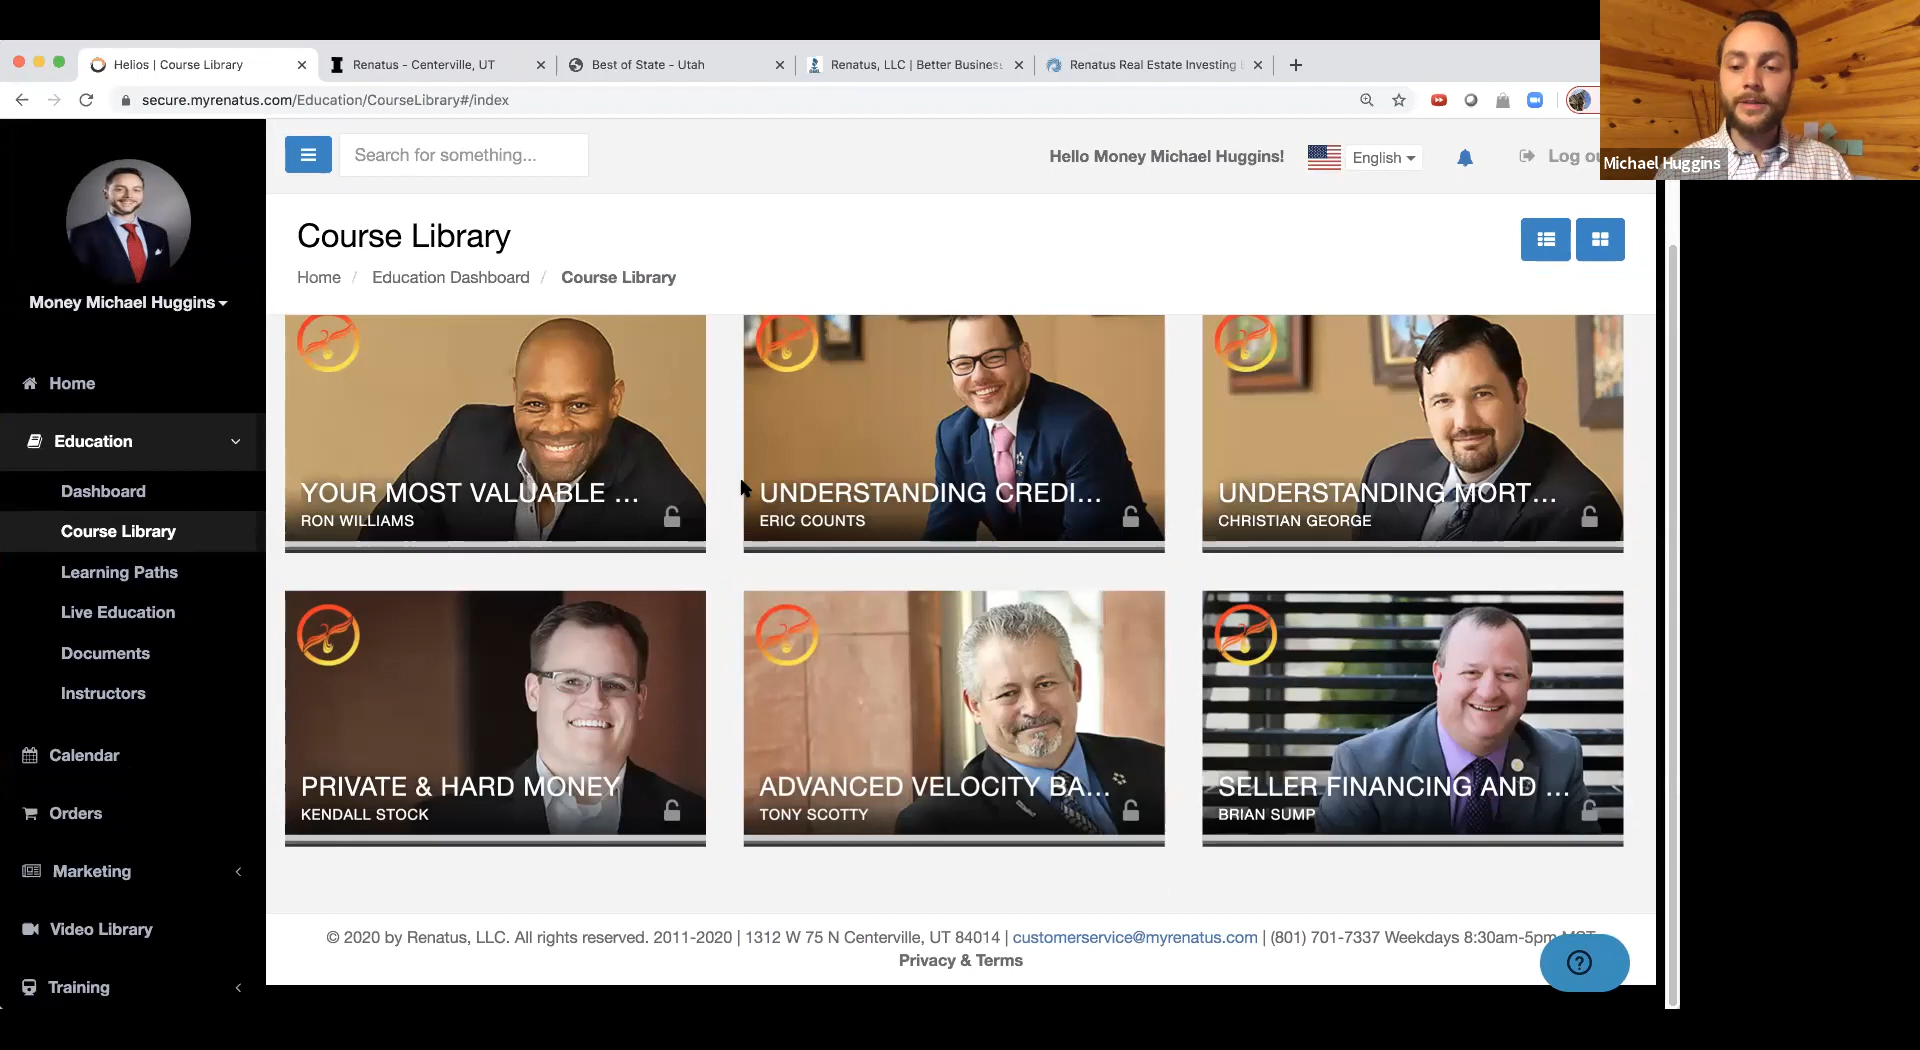 Helios | Course Library
Renatus - Centerville, UT
Best of State - Utah
Renatus, LLC | Better Business
Renatus Real Estate Investing
secure.myrenatus.com/Education/CourseLibrary#/index
Michael Huggins
Search for something...
Hello Money Michael Huggins!
English
Log ou
Course Library
Home / Education Dashboard / Course Library
Money Michael Huggins
Home
Education
Dashboard
Course Library
Learning Paths
Live Education
Documents
Instructors
Calendar
Orders
Marketing
Video Library
Training
YOUR MOST VALUABLE ...
RON WILLIAMS
UNDERSTANDING CREDI...
ERIC COUNTS
UNDERSTANDING MORT...
CHRISTIAN GEORGE
PRIVATE & HARD MONEY
KENDALL STOCK
ADVANCED VELOCITY BA...
TONY SCOTTY
SELLER FINANCING AND ...
BRIAN SUMP
© 2020 by Renatus, LLC. All rights reserved. 2011-2020 | 1312 W 75 N Centerville, UT 84014 | customerservice@myrenatus.com | (801) 701-7337 Weekdays 8:30am-5pm MST
Privacy & Terms